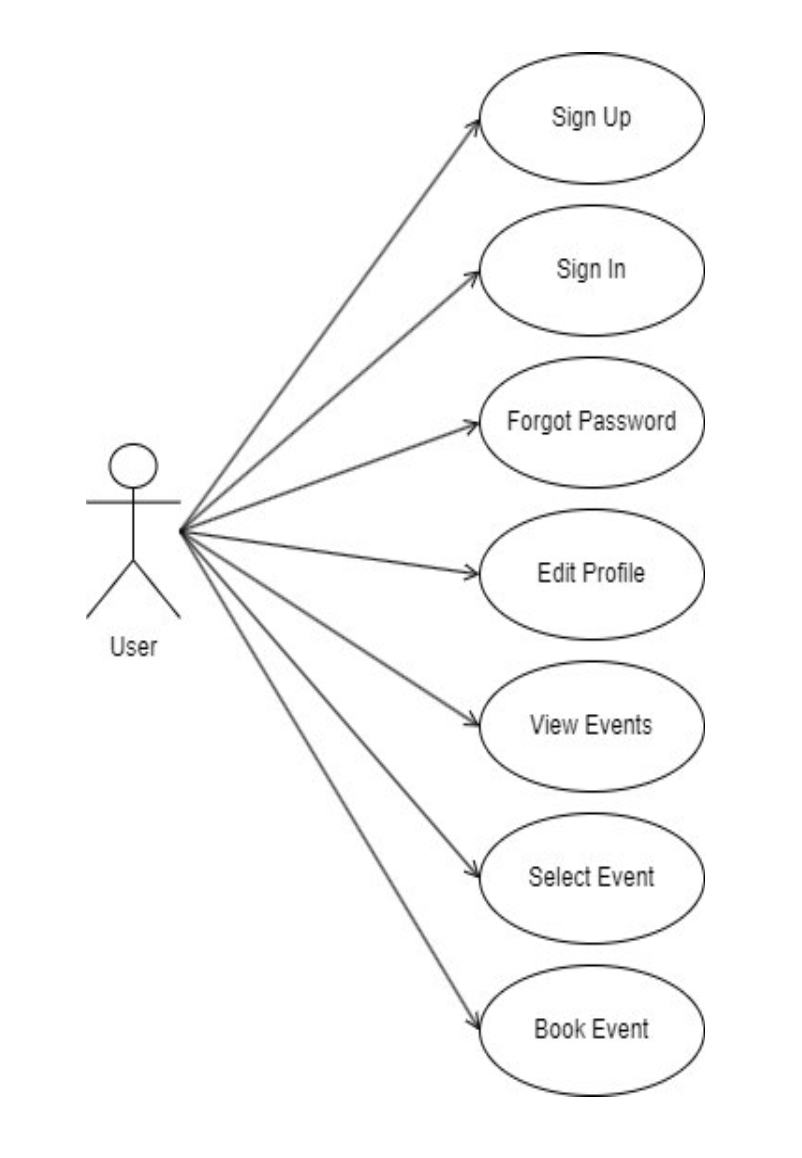 Sign Up
Sign In
Forgot Password
Edit Profile
User
View Events
Select Event
Book Event